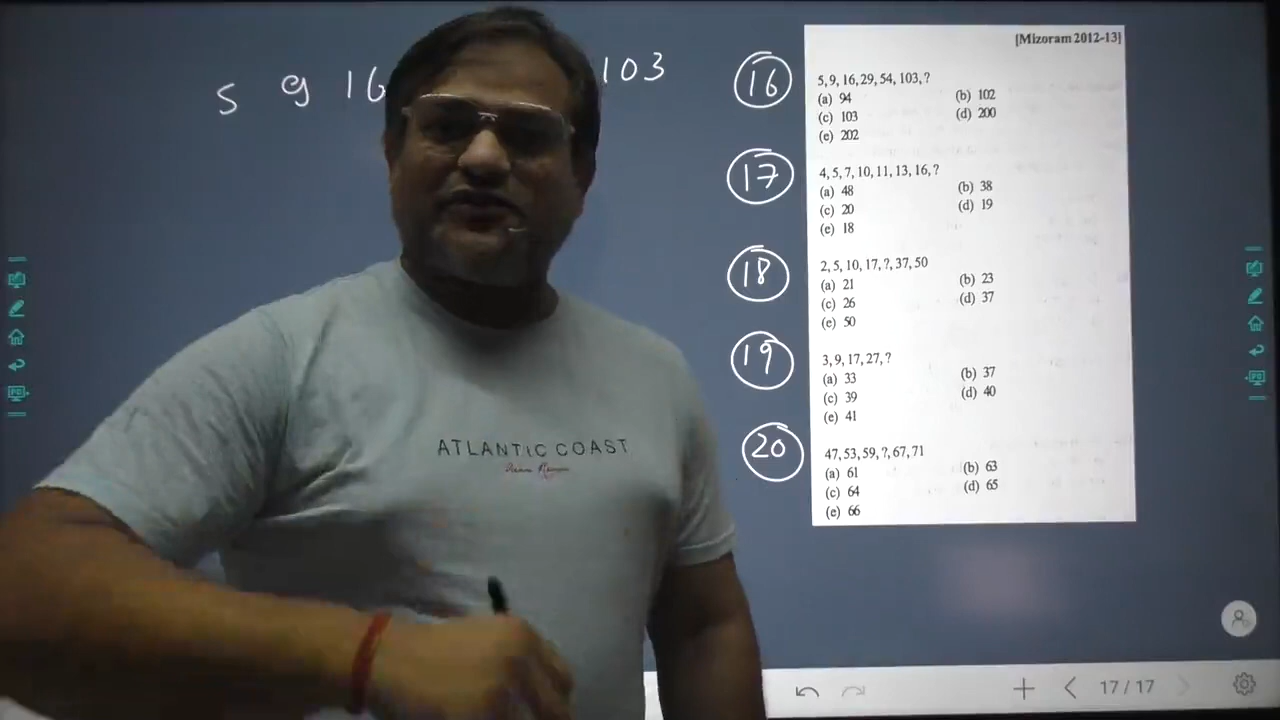 5 9 16 103
[Mizoram 2012-13]
16
5, 9, 16, 29, 54, 103, ?
(a) 94 (b) 102
(c) 103 (d) 200
(e) 202
17
4, 5, 7, 10, 11, 13, 16, ?
(a) 48 (b) 38
(c) 20 (d) 19
(e) 18
18
2, 5, 10, 17, ?, 37, 50
(a) 21 (b) 23
(c) 26 (d) 37
(e) 50
19
3, 9, 17, 27, ?
(a) 33 (b) 37
(c) 39 (d) 40
(e) 41
20
47, 53, 59, ?, 67, 71
(a) 61 (b) 63
(c) 64 (d) 65
(e) 66
ATLANTIC COAST
17 / 17